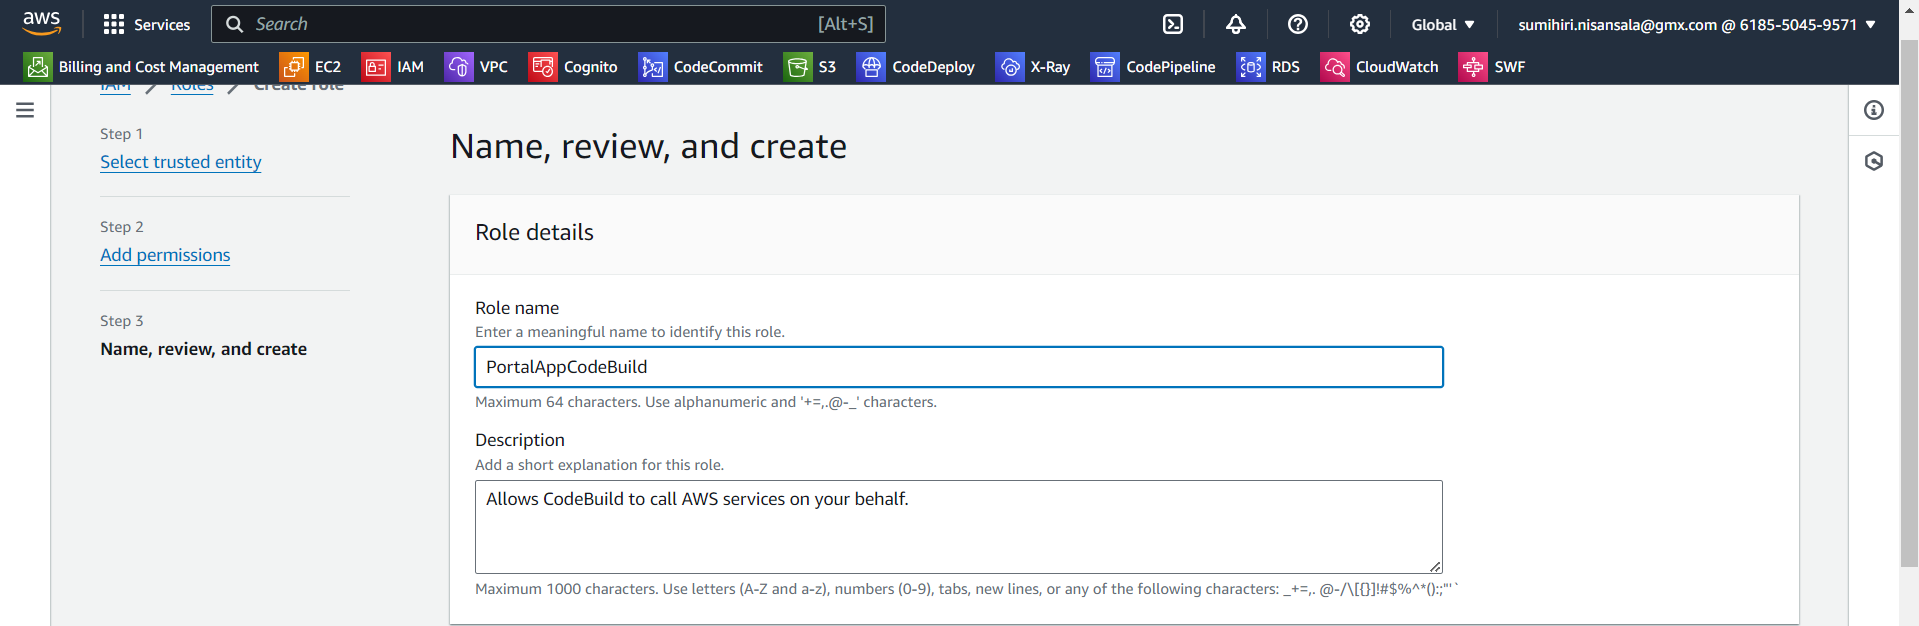 aws
Services
Search
[Alt+S]
Global
sumihiri.nisansala@gmx.com @ 6185-5045-9571
Billing and Cost Management
EC2
IAM
VPC
Cognito
CodeCommit
S3
CodeDeploy
X-Ray
CodePipeline
RDS
CloudWatch
SWF
IAM
Roles
Create role
Step 1
Select trusted entity
Step 2
Add permissions
Step 3
Name, review, and create
Name, review, and create
Role details
Role name
Enter a meaningful name to identify this role.
PortalAppCodeBuild
Maximum 64 characters. Use alphanumeric and '+=,.@-_' characters.
Description
Add a short explanation for this role.
Allows CodeBuild to call AWS services on your behalf.
Maximum 1000 characters. Use letters (A-Z and a-z), numbers (0-9), tabs, new lines, or any of the following characters: _+=,. @-/\[{}]!#$%^*();:"'`